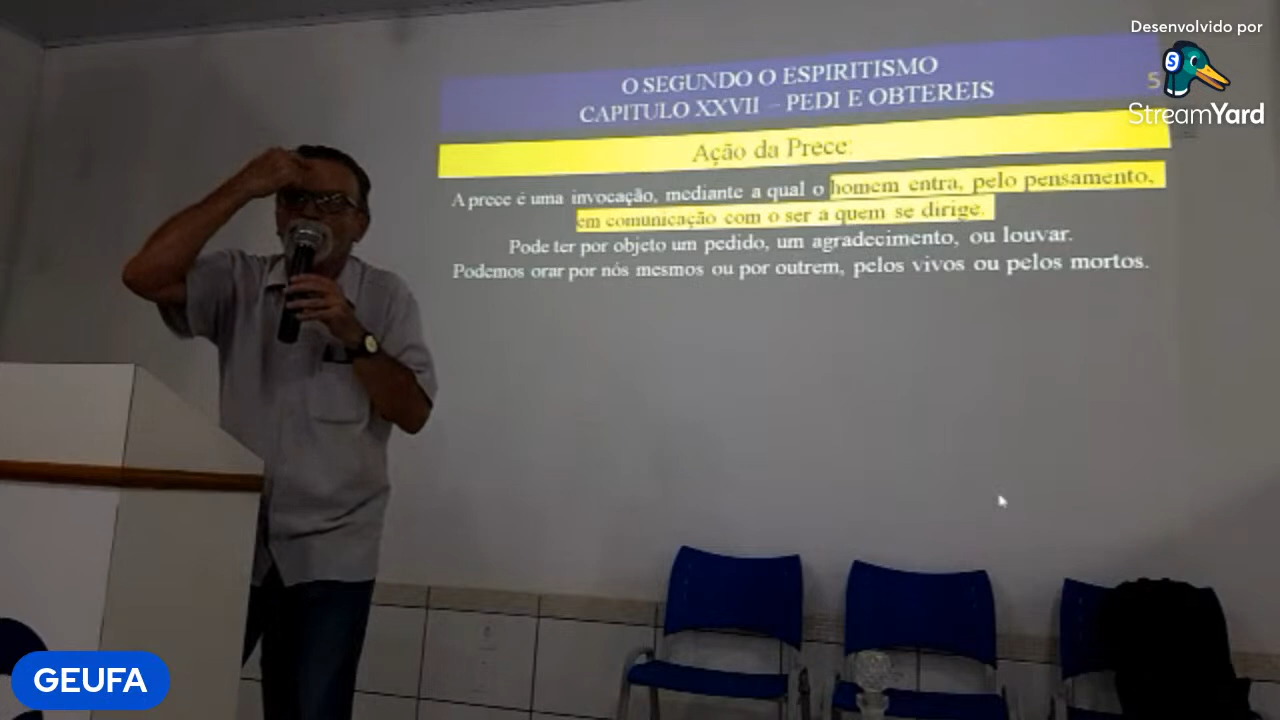 Desenvolvido por
StreamYard
O SEGUNDO O ESPIRITISMO
CAPITULO XXVII – PEDI E OBTEREIS
5
Ação da Prece:
A prece é uma invocação, mediante a qual o homem entra, pelo pensamento,
em comunicação com o ser a quem se dirige.
Pode ter por objeto um pedido, um agradecimento, ou louvar.
Podemos orar por nós mesmos ou por outrem, pelos vivos ou pelos mortos.
GEUFA